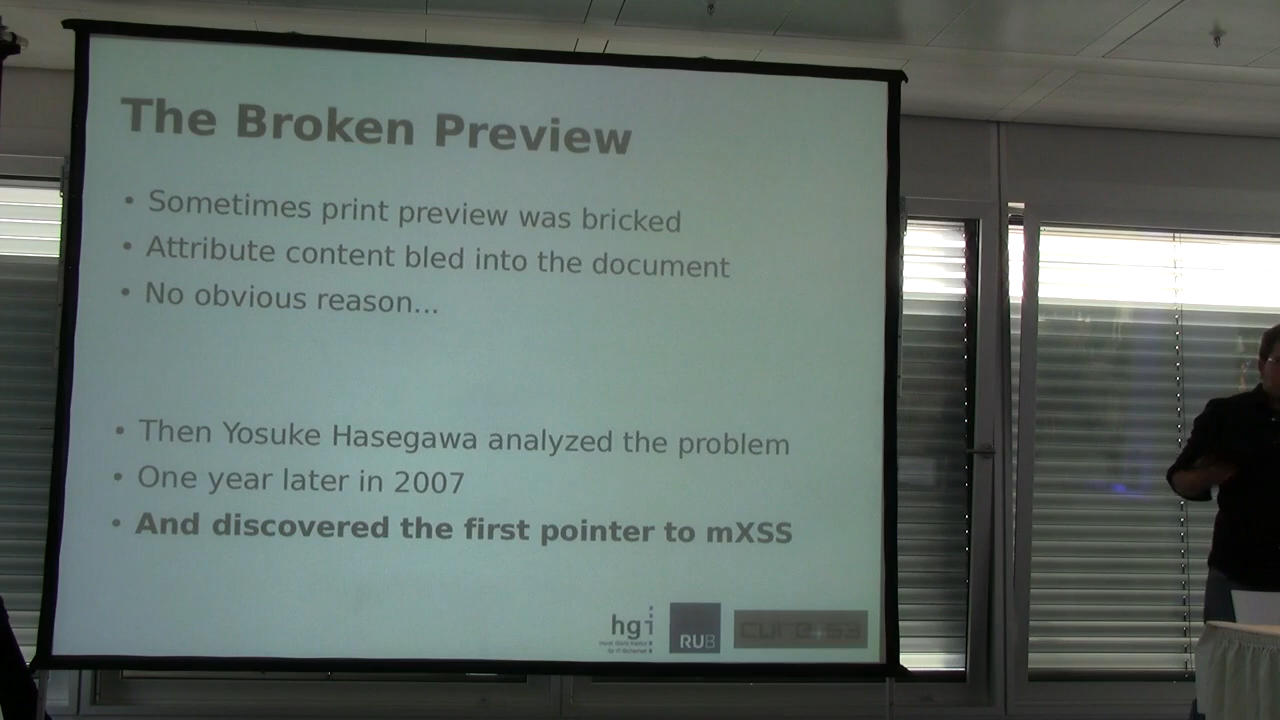 The Broken Preview
• Sometimes print preview was bricked
• Attribute content bled into the document
• No obvious reason...
• Then Yosuke Hasegawa analyzed the problem
• One year later in 2007
• And discovered the first pointer to mXSS
hgi
RUB
cure53